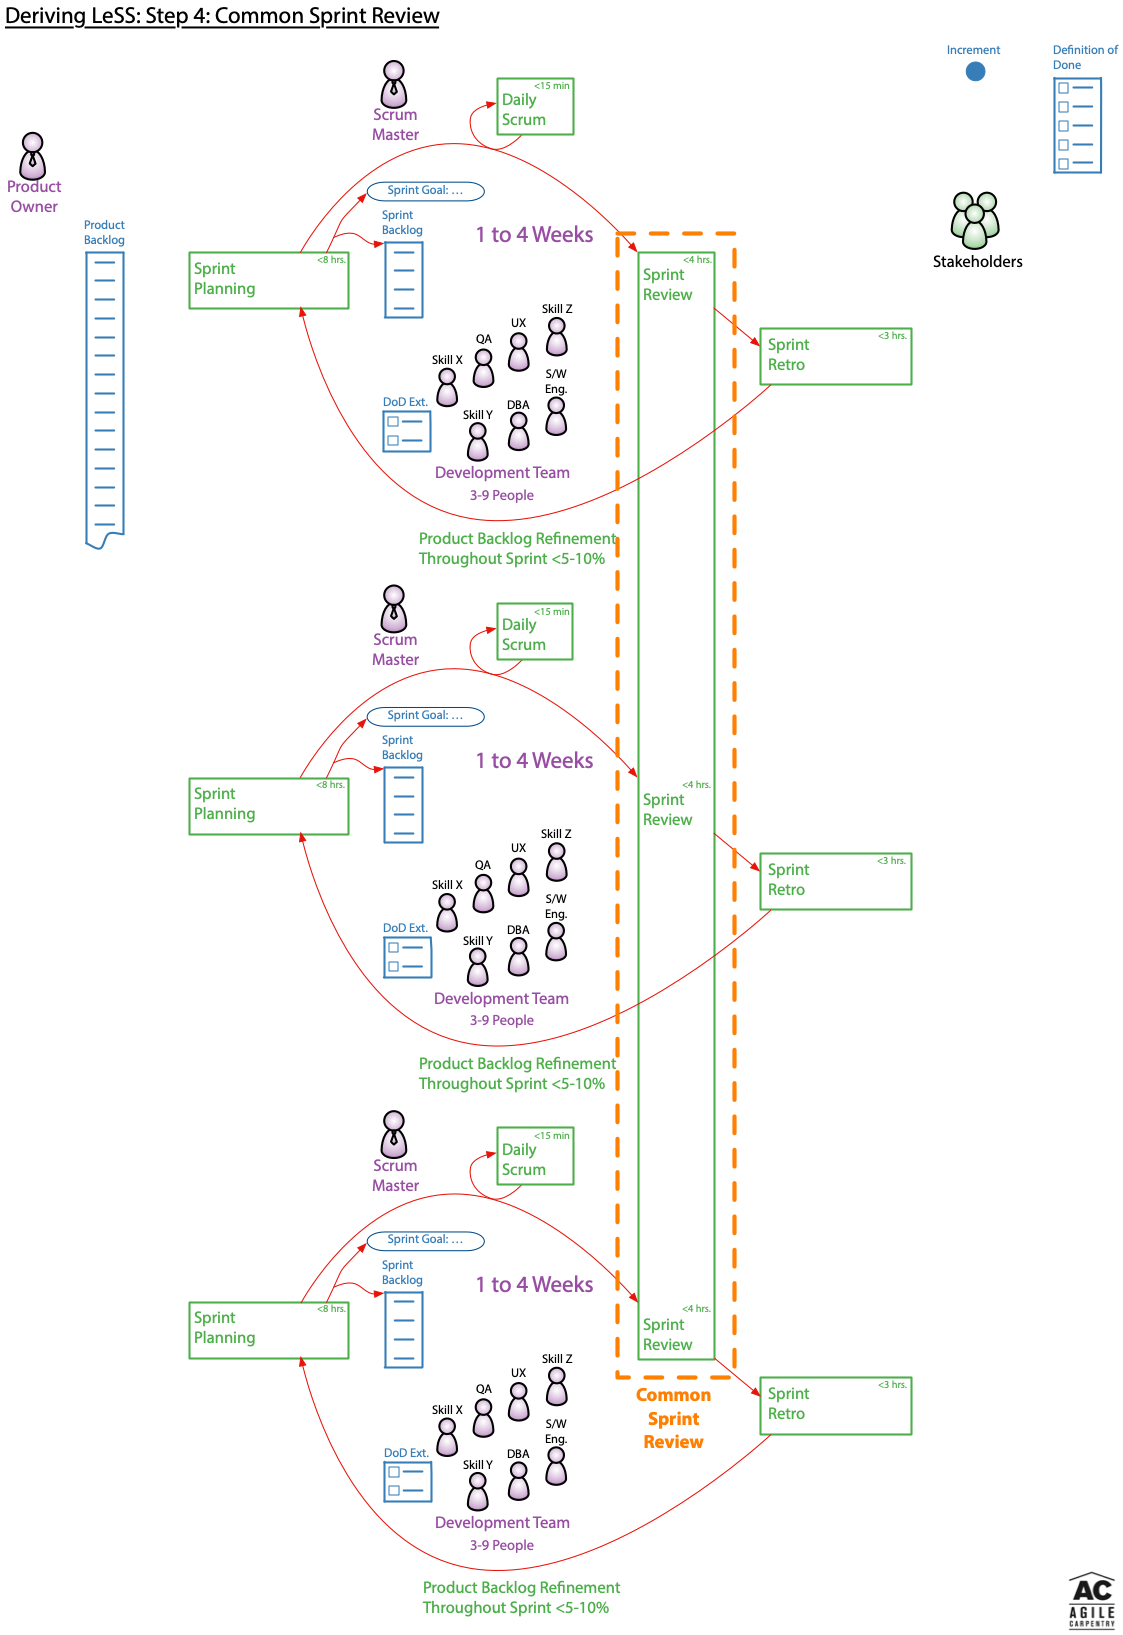 Deriving LeSS: Step 4: Common Sprint Review
Increment
Definition of
Done
<15 min
Daily
Scrum
Scrum
Master
Product
Owner
Sprint Goal: ...
Product
Backlog
Sprint
Backlog
1 to 4 Weeks
Stakeholders
<8 hrs.
Sprint
Planning
<4 hrs.
Sprint
Review
<3 hrs.
Sprint
Retro
Skill Z
UX
QA
Skill X
S/W
Eng.
DoD Ext.
DBA
Skill Y
Development Team
3-9 People
Product Backlog Refinement
Throughout Sprint <5-10%
<15 min
Daily
Scrum
Scrum
Master
Sprint Goal: ...
Sprint
Backlog
1 to 4 Weeks
<8 hrs.
Sprint
Planning
<4 hrs.
Sprint
Review
<3 hrs.
Sprint
Retro
Skill Z
UX
QA
Skill X
S/W
Eng.
DoD Ext.
DBA
Skill Y
Development Team
3-9 People
Product Backlog Refinement
Throughout Sprint <5-10%
<15 min
Daily
Scrum
Scrum
Master
Sprint Goal: ...
Sprint
Backlog
1 to 4 Weeks
<8 hrs.
Sprint
Planning
<4 hrs.
Sprint
Review
Common
Sprint
Review
<3 hrs.
Sprint
Retro
Skill Z
UX
QA
Skill X
S/W
Eng.
DoD Ext.
DBA
Skill Y
Development Team
3-9 People
Product Backlog Refinement
Throughout Sprint <5-10%
AC
AGILE
CARPENTRY